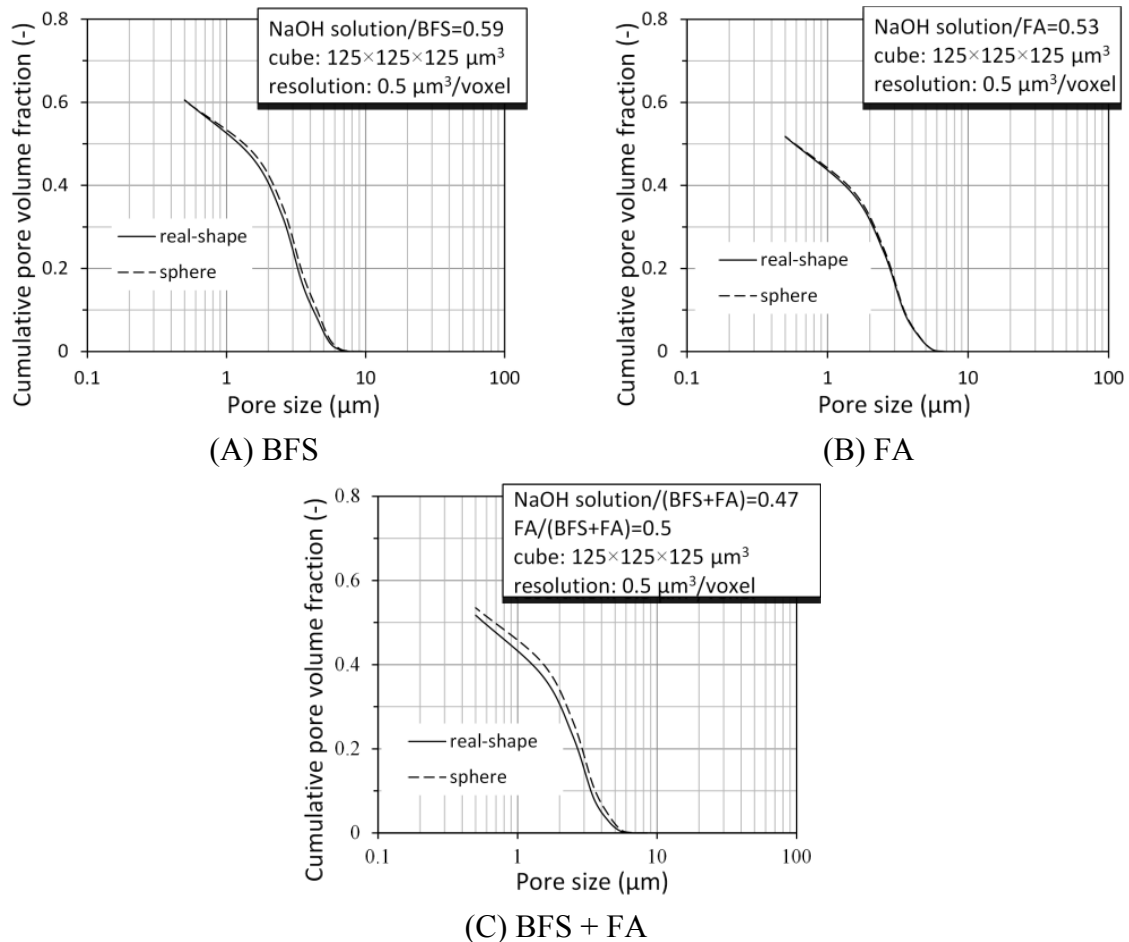 NaOH solution/BFS=0.59
cube: 125×125×125 μm³
resolution: 0.5 μm³/voxel
Cumulative pore volume fraction (-)
0.8
0.6
0.4
0.2
0
real-shape
sphere
0.1 1 10 100
Pore size (μm)
(A) BFS
NaOH solution/FA=0.53
cube: 125×125×125 μm³
resolution: 0.5 μm³/voxel
Cumulative pore volume fraction (-)
0.8
0.6
0.4
0.2
0
real-shape
sphere
0.1 1 10 100
Pore size (μm)
(B) FA
NaOH solution/(BFS+FA)=0.47
FA/(BFS+FA)=0.5
cube: 125×125×125 μm³
resolution: 0.5 μm³/voxel
Cumulative pore volume fraction (-)
0.8
0.6
0.4
0.2
0
real-shape
sphere
0.1 1 10 100
Pore size (μm)
(C) BFS + FA